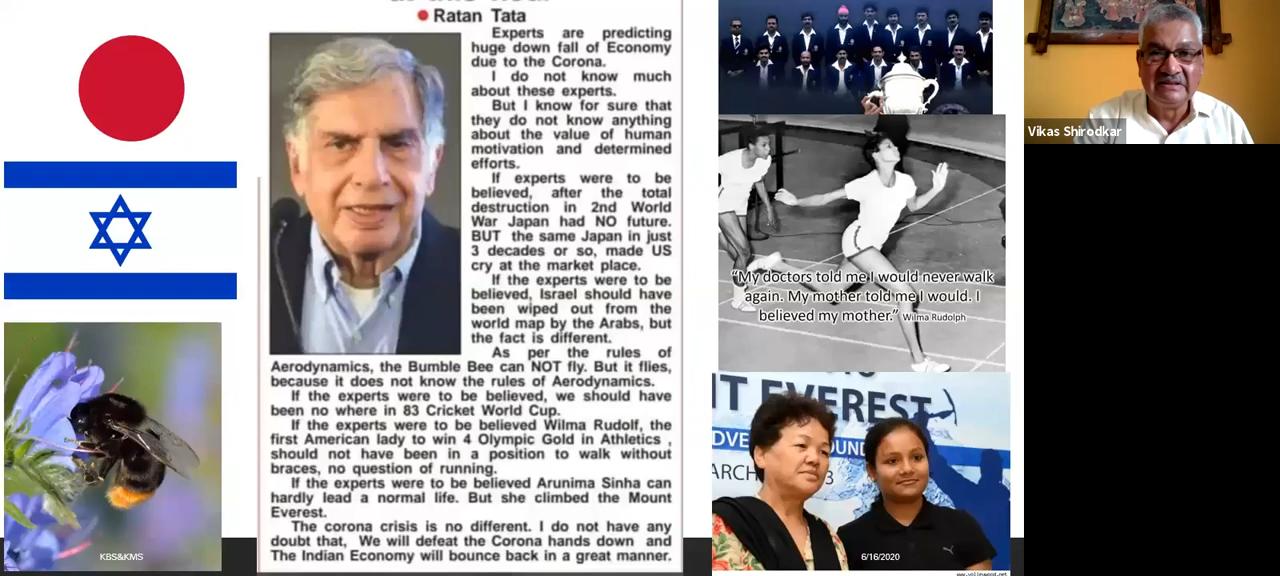 ● Ratan Tata
Experts are predicting
huge down fall of Economy
due to the Corona.
I do not know much
about these experts.
But I know for sure that
they do not know anything
about the value of human
motivation and determined
efforts.
If experts were to be
believed, after the total
destruction in 2nd World
War Japan had NO future.
BUT the same Japan in just
3 decades or so, made US
cry at the market place.
If the experts were to be
believed, Israel should have
been wiped out from the
world map by the Arabs, but
the fact is different.
As per the rules of
Aerodynamics, the Bumble Bee can NOT fly. But it flies,
because it does not know the rules of Aerodynamics.
If the experts were to be believed, we should have
been no where in 83 Cricket World Cup.
If the experts were to be believed Wilma Rudolf, the
first American lady to win 4 Olympic Gold in Athletics ,
should not have been in a position to walk without
braces, no question of running.
If the experts were to be believed Arunima Sinha can
hardly lead a normal life. But she climbed the Mount
Everest.
The corona crisis is no different. I do not have any
doubt that, We will defeat the Corona hands down and
The Indian Economy will bounce back in a great manner.
KBS&KMS
“My doctors told me I would never walk
again. My mother told me I would. I
believed my mother.” Wilma Rudolph
T EVEREST
MARCH
6/16/2020
Vikas Shirodkar